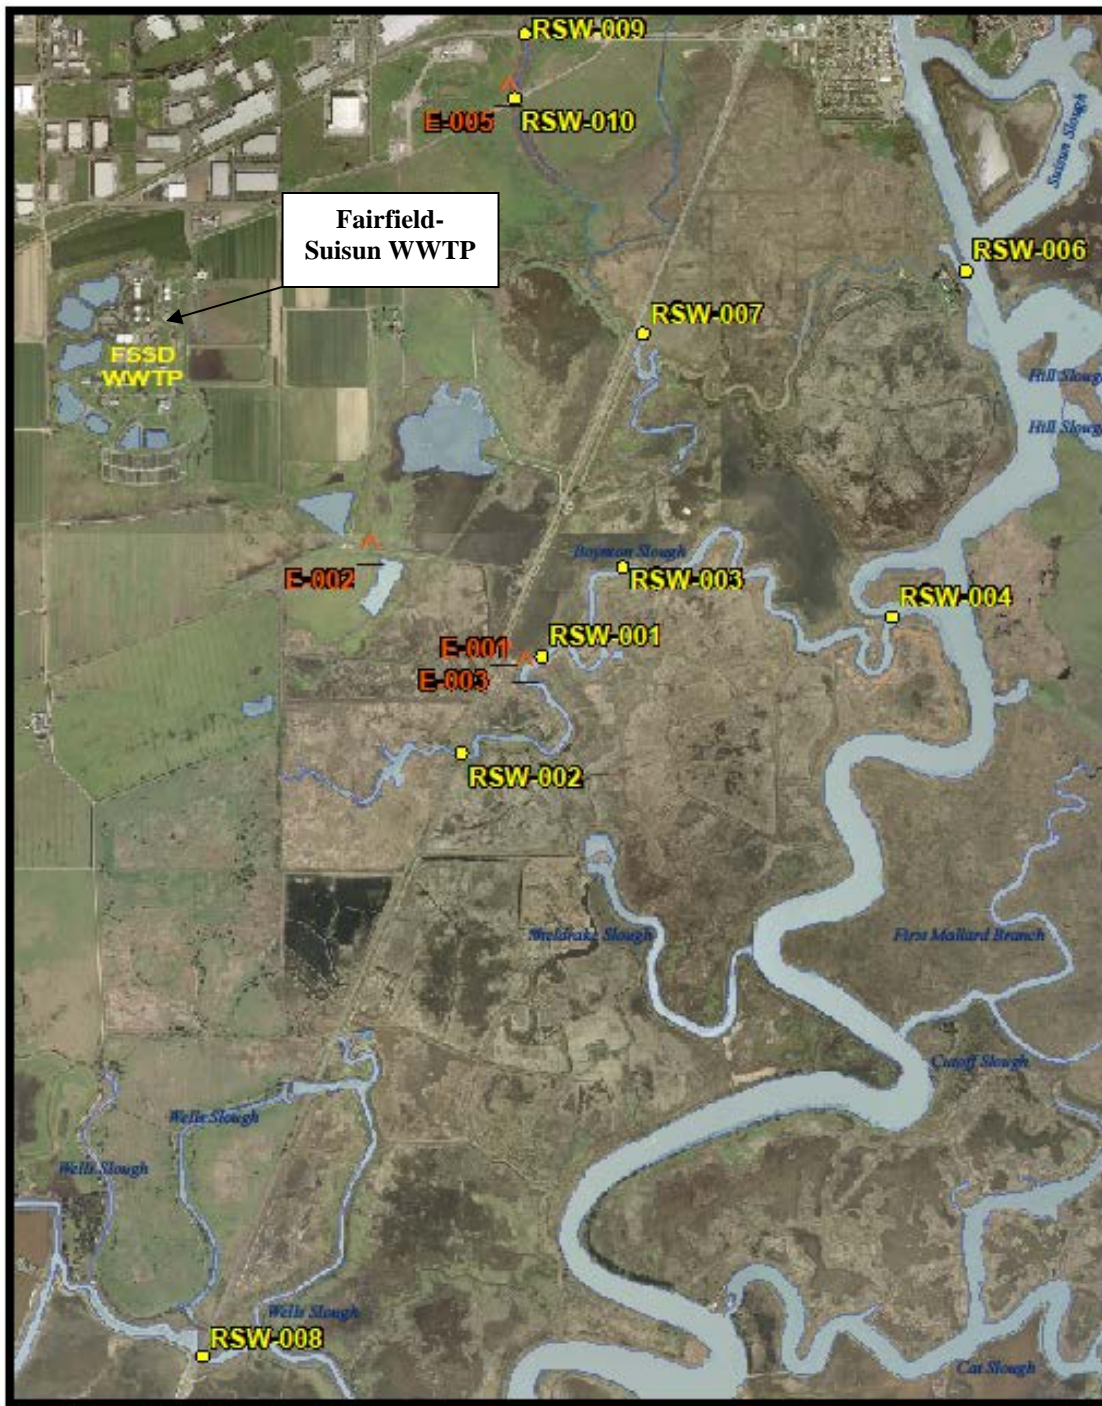 RSW-009
E-005
RSW-010
Suisun Slough
Fairfield-
Suisun WWTP
RSW-006
RSW-007
FSSD
WWTP
Hill Slough
Hill Slough
Boynton Slough
E-002
RSW-003
RSW-004
E-001
RSW-001
E-003
RSW-002
Sheldrake Slough
First Mallard Branch
Cutoff Slough
Wells Slough
Wells Slough
Wells Slough
RSW-008
Cat Slough